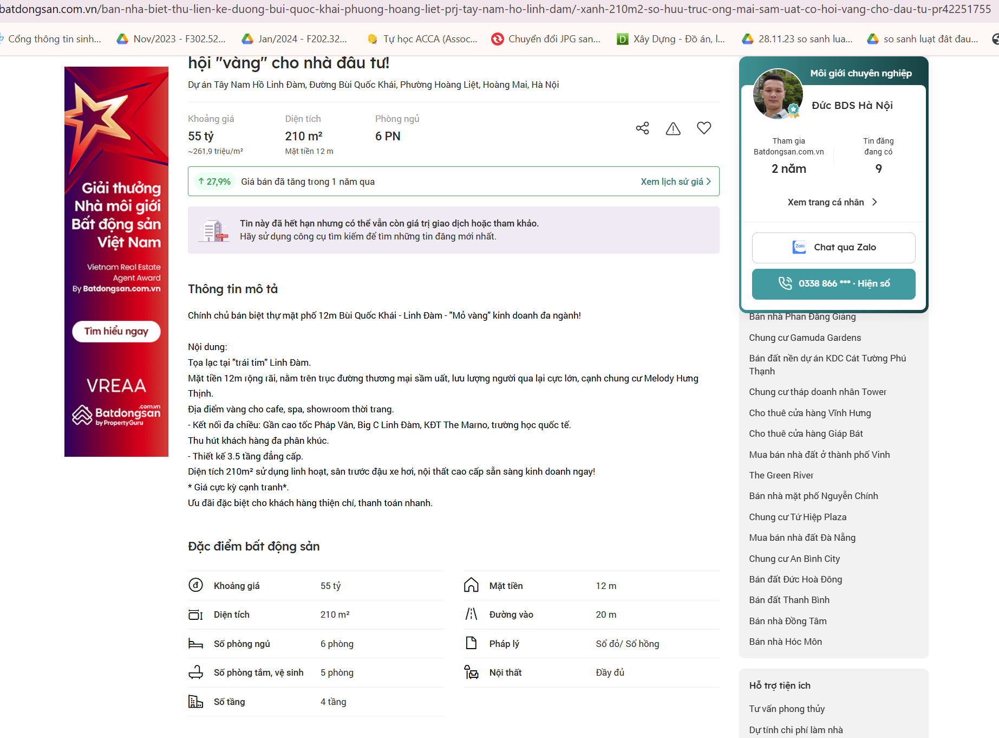 batdongsan.com.vn/ban-nha-biet-thu-lien-ke-duong-bui-quoc-khai-phuong-hoang-liet-prj-tay-nam-ho-linh-dam/-xanh-210m2-so-huu-truc-ong-mai-sam-uat-co-hoi-vang-cho-dau-tu-pr42251755
Cổng thông tin sinh...
Nov/2023 - F302.52...
Jan/2024 - F202.32...
Tự học ACCA (Assoc...
Chuyển đổi JPG san...
Xây Dựng - Đồ án, l...
28.11.23 so sanh lua...
so sanh luạt đât đau...
hội "vàng" cho nhà đầu tư!
Dự án Tây Nam Hồ Linh Đàm, Đường Bùi Quốc Khái, Phường Hoàng Liệt, Hoàng Mai, Hà Nội
Khoảng giá
55 tỷ
~261,9 triệu/m²
Diện tích
210 m²
Mặt tiền 12 m
Phòng ngủ
6 PN
27,9%
Giá bán đã tăng trong 1 năm qua
Xem lịch sử giá
Tin này đã hết hạn nhưng có thể vẫn còn giá trị giao dịch hoặc tham khảo.
Hãy sử dụng công cụ tìm kiếm để tìm những tin đăng mới nhất.
Thông tin mô tả
Chính chủ bán biệt thự mặt phố 12m Bùi Quốc Khái - Linh Đàm - "Mỏ vàng" kinh doanh đa ngành!
Nội dung:
Tọa lạc tại "trái tim" Linh Đàm.
Mặt tiền 12m rộng rãi, nằm trên trục đường thương mại sầm uất, lưu lượng người qua lại cực lớn, cạnh chung cư Melody Hưng
Thịnh.
Địa điểm vàng cho cafe, spa, showroom thời trang.
- Kết nối đa chiều: Gần cao tốc Pháp Vân, Big C Linh Đàm, KĐT The Marno, trường học quốc tế.
Thu hút khách hàng đa phân khúc.
- Thiết kế 3.5 tầng đẳng cấp.
Diện tích 210m² sử dụng linh hoạt, sân trước đậu xe hơi, nội thất cao cấp sẵn sàng kinh doanh ngay!
* Giá cực kỳ cạnh tranh*.
Ưu đãi đặc biệt cho khách hàng thiện chí, thanh toán nhanh.
Đặc điểm bất động sản
Khoảng giá
55 tỷ
Mặt tiền
12 m
Diện tích
210 m²
Đường vào
20 m
Số phòng ngủ
6 phòng
Pháp lý
Sổ đỏ/ Sổ hồng
Số phòng tắm, vệ sinh
5 phòng
Nội thất
Đầy đủ
Số tầng
4 tầng
Giải thưởng
Nhà môi giới
Bất động sản
Việt Nam
Vietnam Real Estate
Agent Award
By Batdongsan.com.vn
Tìm hiểu ngay
VREAA
Batdongsan
.com.vn
by PropertyGuru
Môi giới chuyên nghiệp
Đức BDS Hà Nội
Tham gia
Batdongsan.com.vn
2 năm
Tin đăng
đang có
9
Xem trang cá nhân
Zalo
Chat qua Zalo
0338 866 *** · Hiện số
Bán nhà Phan Đăng Giảng
Chung cư Gamuda Gardens
Bán đất nền dự án KDC Cát Tường Phú
Thạnh
Chung cư tháp doanh nhân Tower
Cho thuê cửa hàng Vĩnh Hưng
Cho thuê cửa hàng Giáp Bát
Mua bán nhà đất ở thành phố Vinh
The Green River
Bán nhà mặt phố Nguyễn Chính
Chung cư Tứ Hiệp Plaza
Mua bán nhà đất Đà Nẵng
Chung cư An Bình City
Bán đất Đức Hoà Đông
Bán đất Thanh Bình
Bán nhà Đồng Tâm
Bán nhà Hóc Môn
Hỗ trợ tiện ích
Tư vấn phong thủy
Dự tính chi phí làm nhà